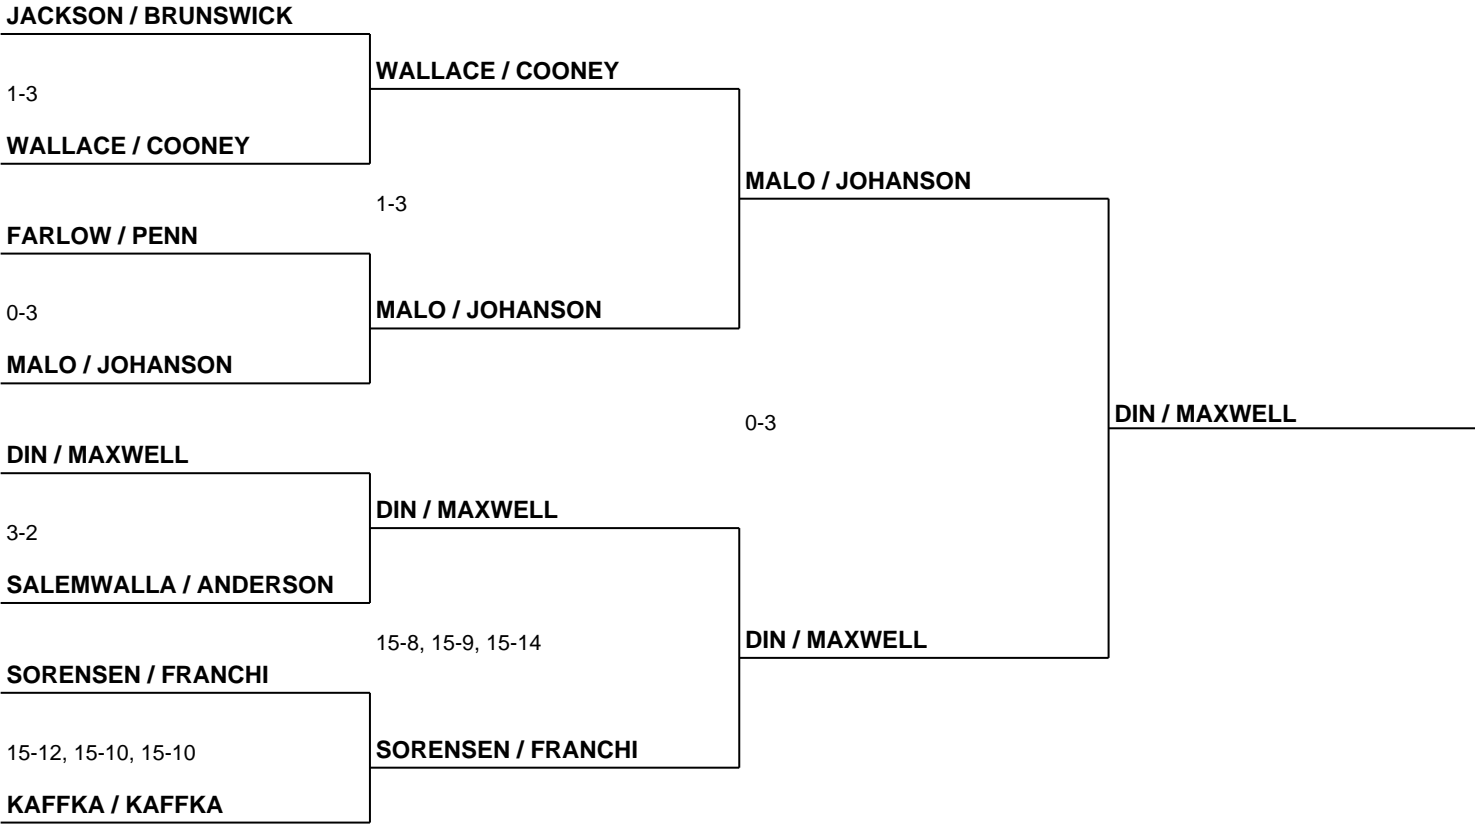 JACKSON / BRUNSWICK
1-3
WALLACE / COONEY
FARLOW / PENN
0-3
MALO / JOHANSON
DIN / MAXWELL
3-2
SALEMWALLA / ANDERSON
SORENSEN / FRANCHI
15-12, 15-10, 15-10
KAFFKA / KAFFKA
WALLACE / COONEY
1-3
MALO / JOHANSON
DIN / MAXWELL
15-8, 15-9, 15-14
SORENSEN / FRANCHI
MALO / JOHANSON
0-3
DIN / MAXWELL
DIN / MAXWELL